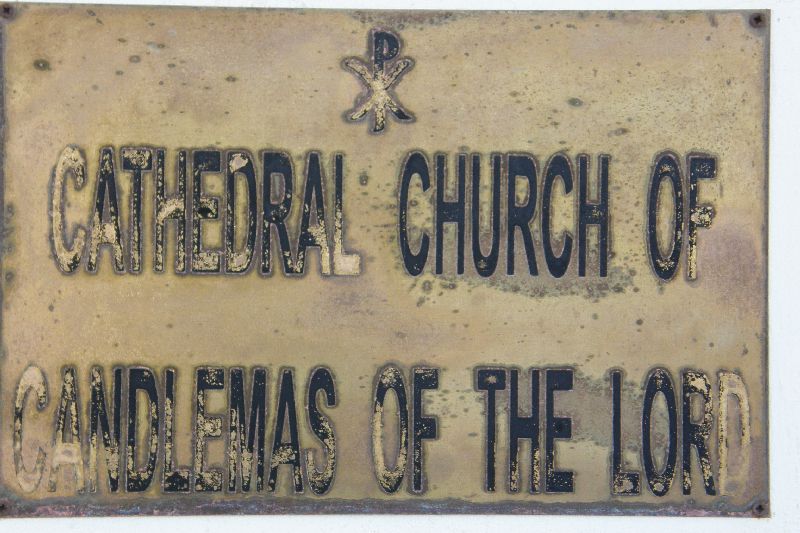 ☧
CATHEDRAL CHURCH OF
CANDLEMAS OF THE LORD